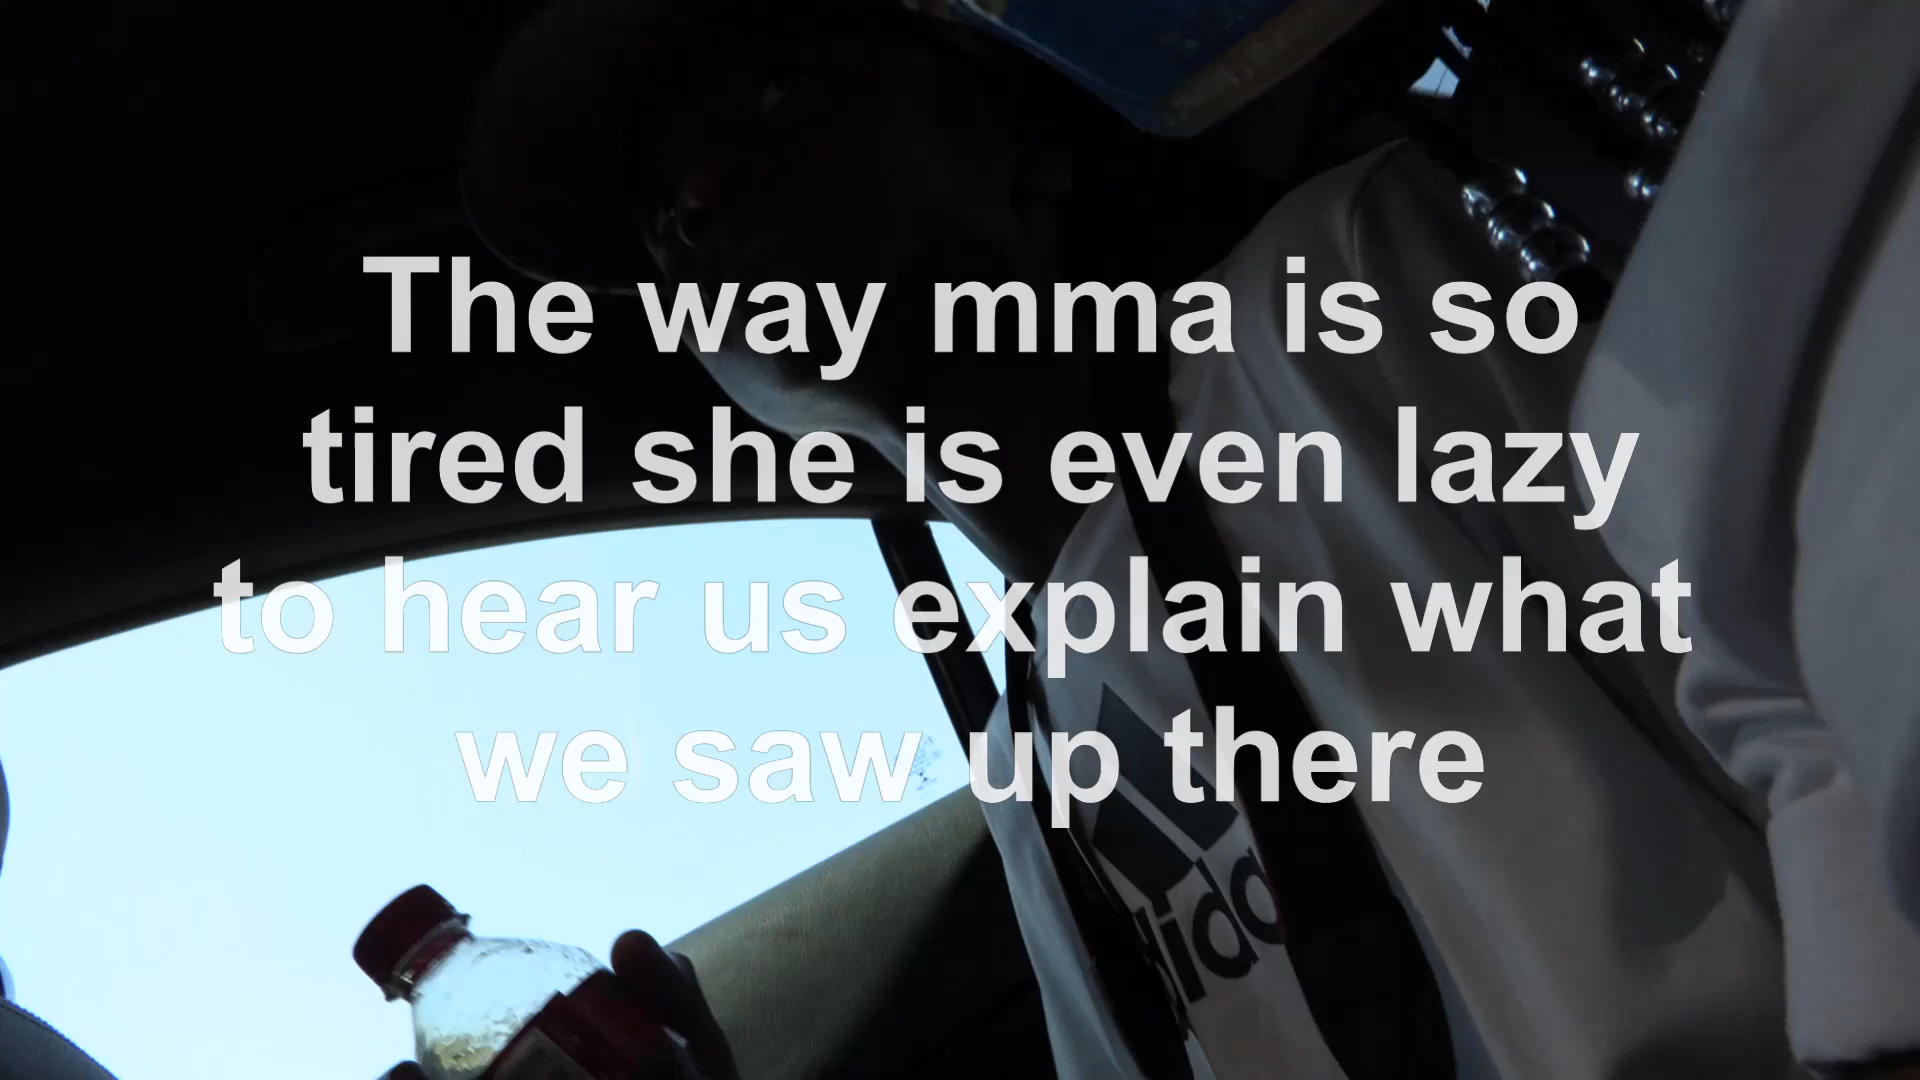 The way mma is so
tired she is even lazy
to hear us explain what
we saw up there
adidas